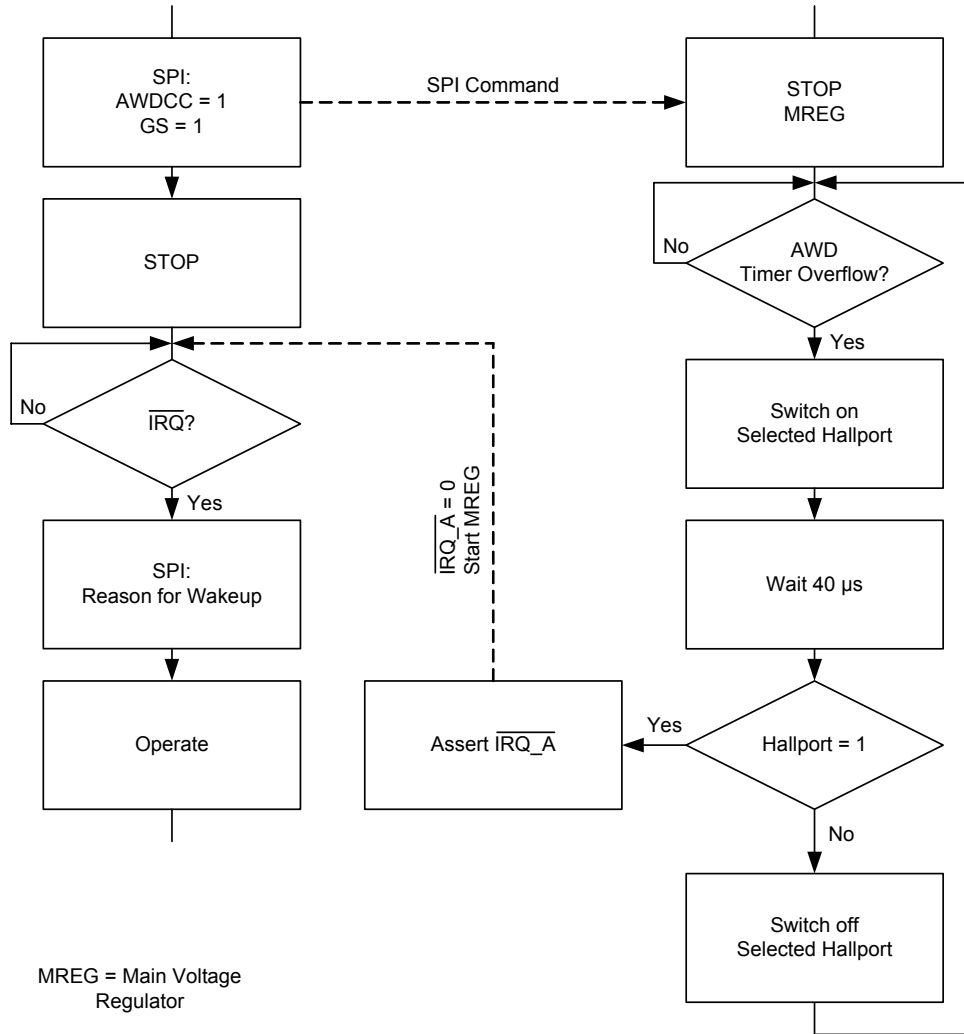 SPI:
AWDCC = 1
GS = 1
SPI Command
STOP
MREG
STOP
No
AWD
Timer Overflow?
Yes
No
IRQ?
Yes
Switch on
Selected Hallport
SPI:
Reason for Wakeup
IRQ_A = 0
Start MREG
Wait 40 µs
Operate
Assert IRQ_A
Yes
Hallport = 1
No
Switch off
Selected Hallport
MREG = Main Voltage
Regulator